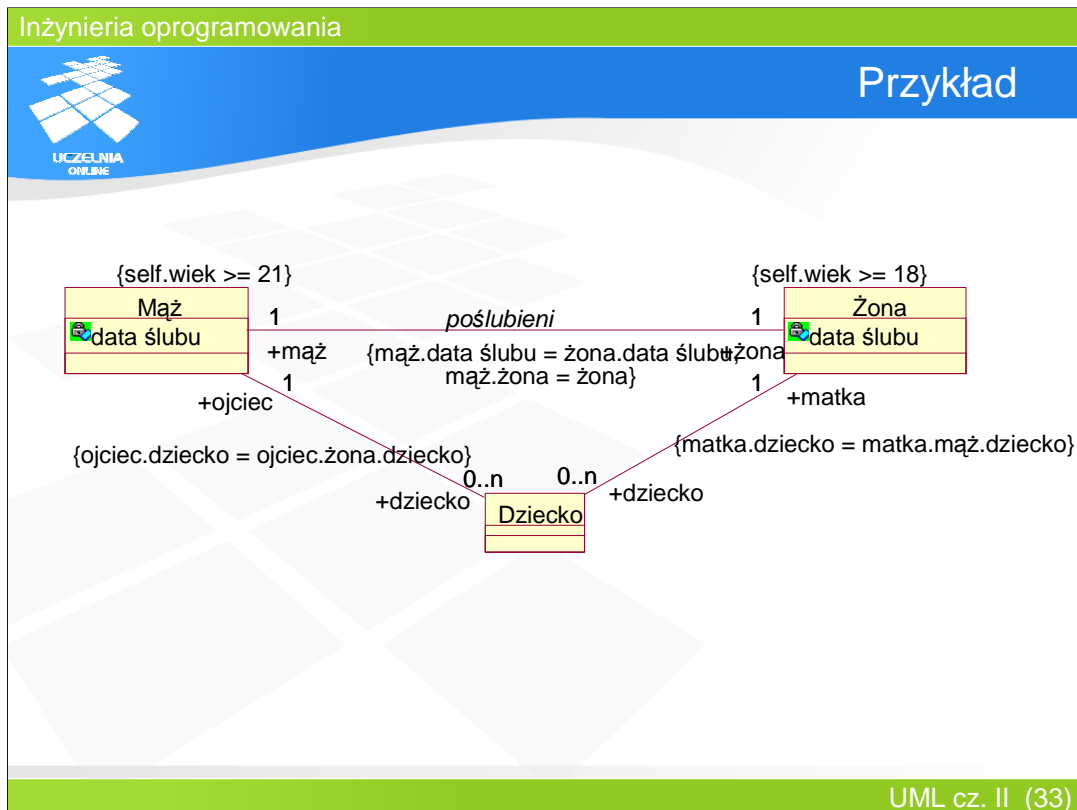 Inżynieria oprogramowania
Przykład
UCZELNIA
ONLINE
{self.wiek >= 21}
{self.wiek >= 18}
Mąż
data ślubu
Żona
data ślubu
1
poślubieni
1
+mąż
{mąż.data ślubu = żona.data ślubu,
mąż.żona = żona}
+żona
1
+ojciec
1
+matka
{ojciec.dziecko = ojciec.żona.dziecko}
{matka.dziecko = matka.mąż.dziecko}
0..n
0..n
+dziecko
+dziecko
Dziecko
UML cz. II (33)